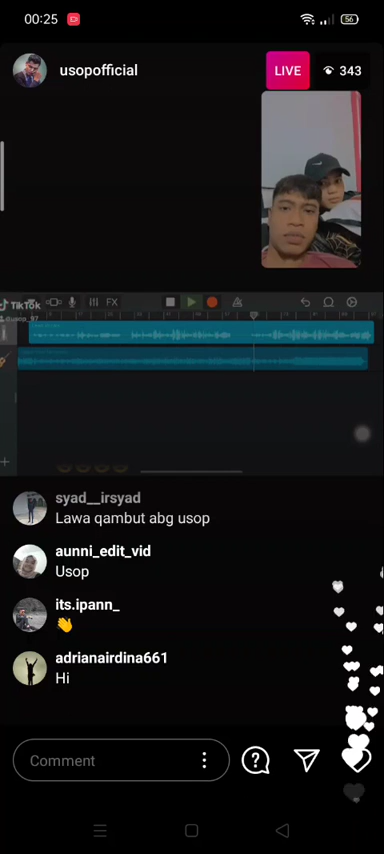 00:25
56
usopofficial
LIVE
343
TikTok
FX
syad__irsyad
Lawa qambut abg usop
aunni_edit_vid
Usop
its.ipann_
👋
adrianairdina661
Hi
Comment